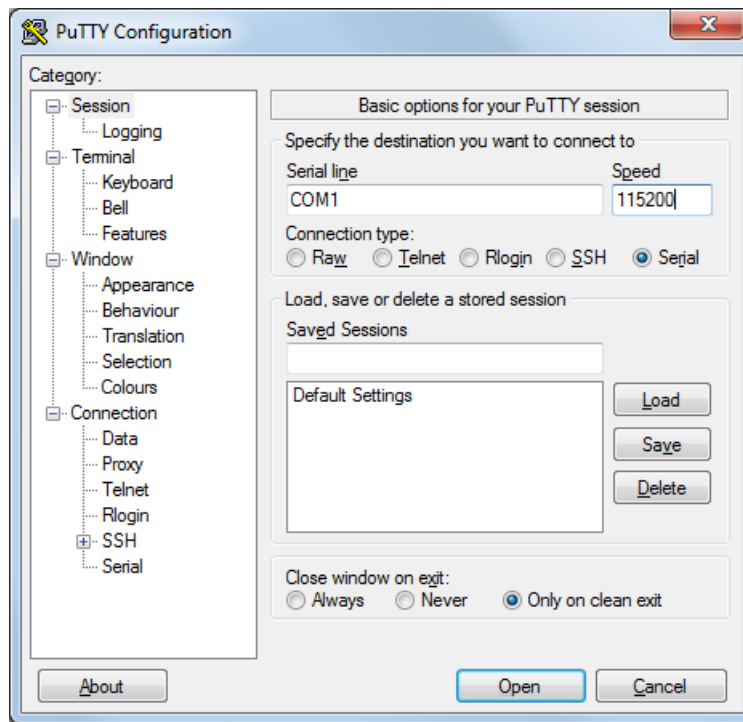 PuTTY Configuration
Category:
Session
Logging
Terminal
Keyboard
Bell
Features
Window
Appearance
Behaviour
Translation
Selection
Colours
Connection
Data
Proxy
Telnet
Rlogin
SSH
Serial
Basic options for your PuTTY session
Specify the destination you want to connect to
Serial line Speed
COM1 115200
Connection type:
Raw Telnet Rlogin SSH Serial
Load, save or delete a stored session
Saved Sessions
Default Settings
Load
Save
Delete
Close window on exit:
Always Never Only on clean exit
About Open Cancel